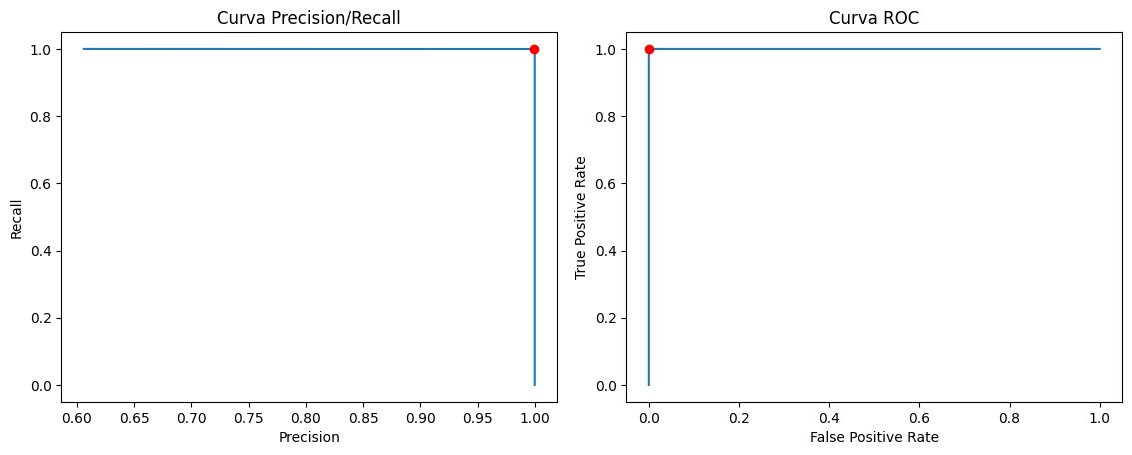 Curva Precision/Recall
1.0
0.8
0.6
0.4
0.2
0.0
Recall
0.60 0.65 0.70 0.75 0.80 0.85 0.90 0.95 1.00
Precision
Curva ROC
1.0
0.8
0.6
0.4
0.2
0.0
True Positive Rate
0.0 0.2 0.4 0.6 0.8 1.0
False Positive Rate